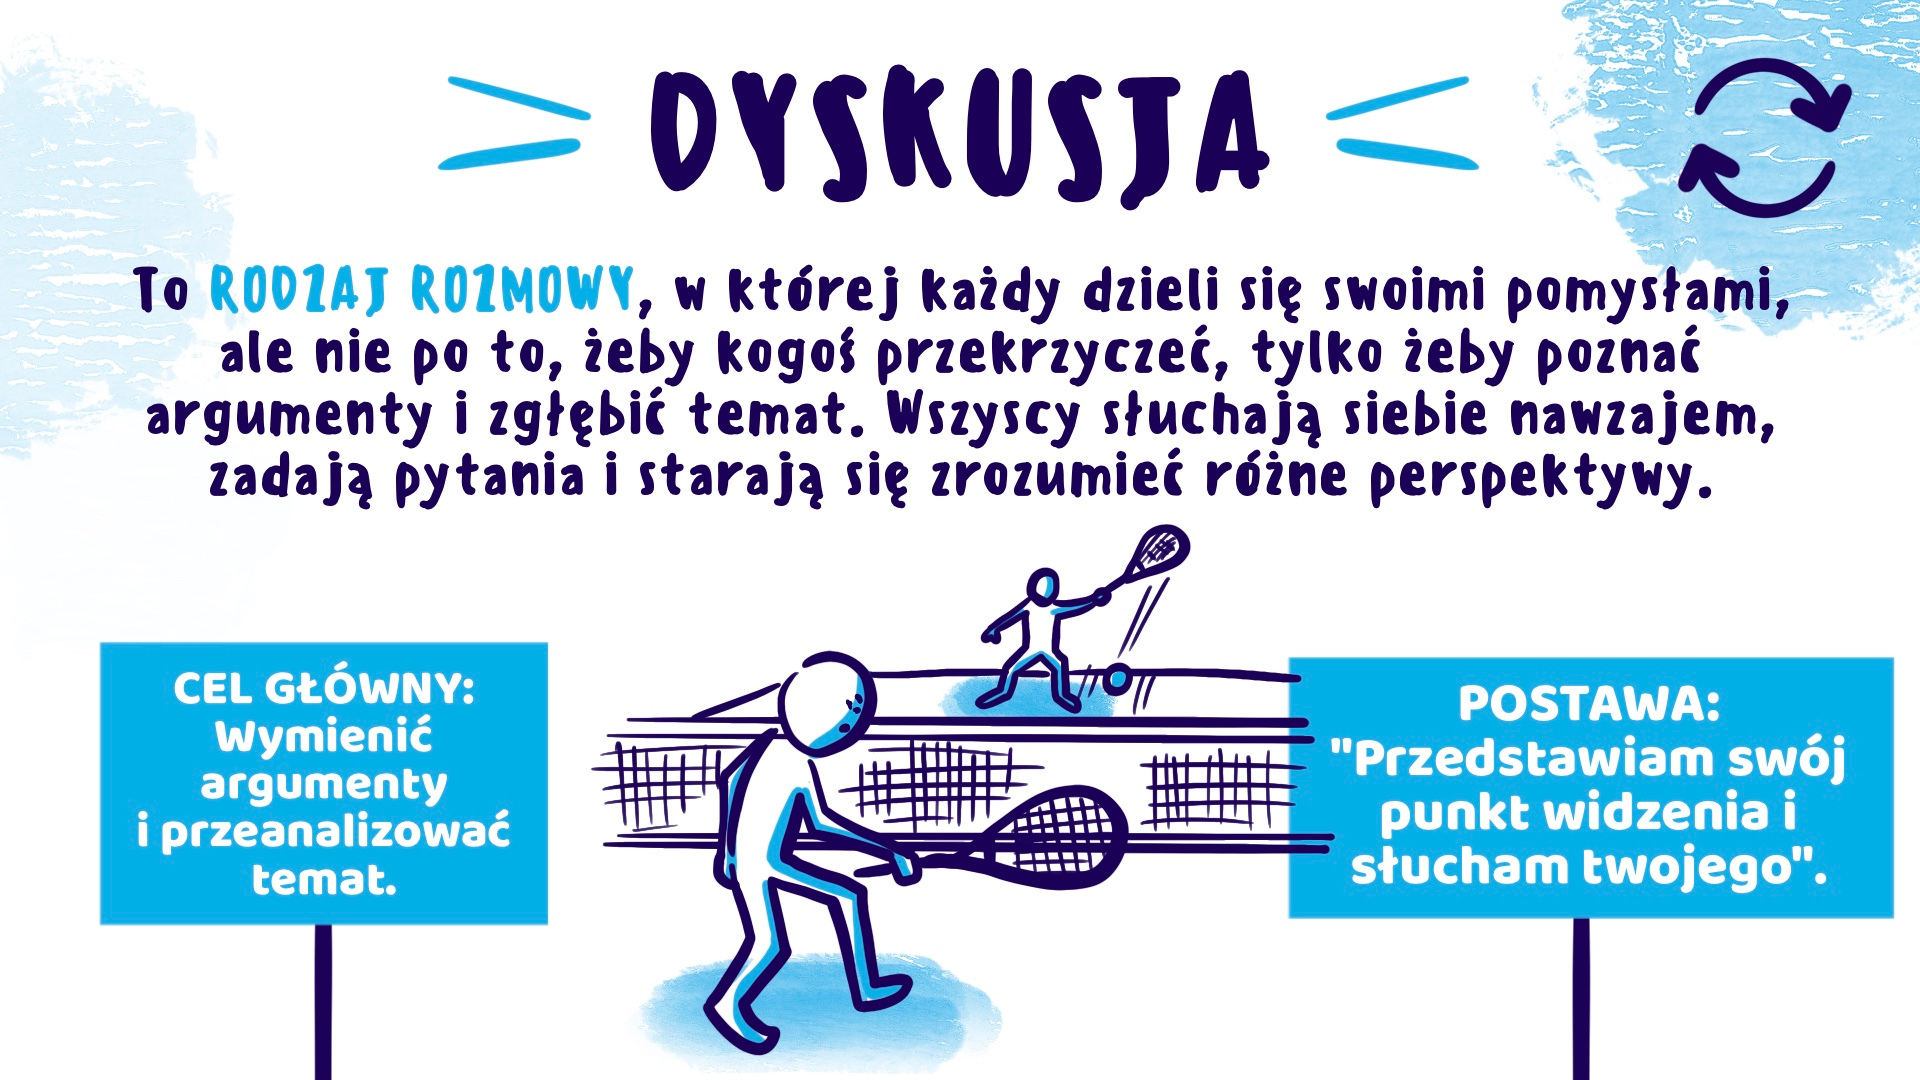 DYSKUSJA
To RODZAJ ROZMOWY, w której każdy dzieli się swoimi pomysłami,
ale nie po to, żeby kogoś przekrzyczeć, tylko żeby poznać
argumenty i zgłębić temat. Wszyscy słuchają siebie nawzajem,
zadają pytania i starają się zrozumieć różne perspektywy.
CEL GŁÓWNY:
Wymienić
argumenty
i przeanalizować
temat.
POSTAWA:
"Przedstawiam swój
punkt widzenia i
słucham twojego".